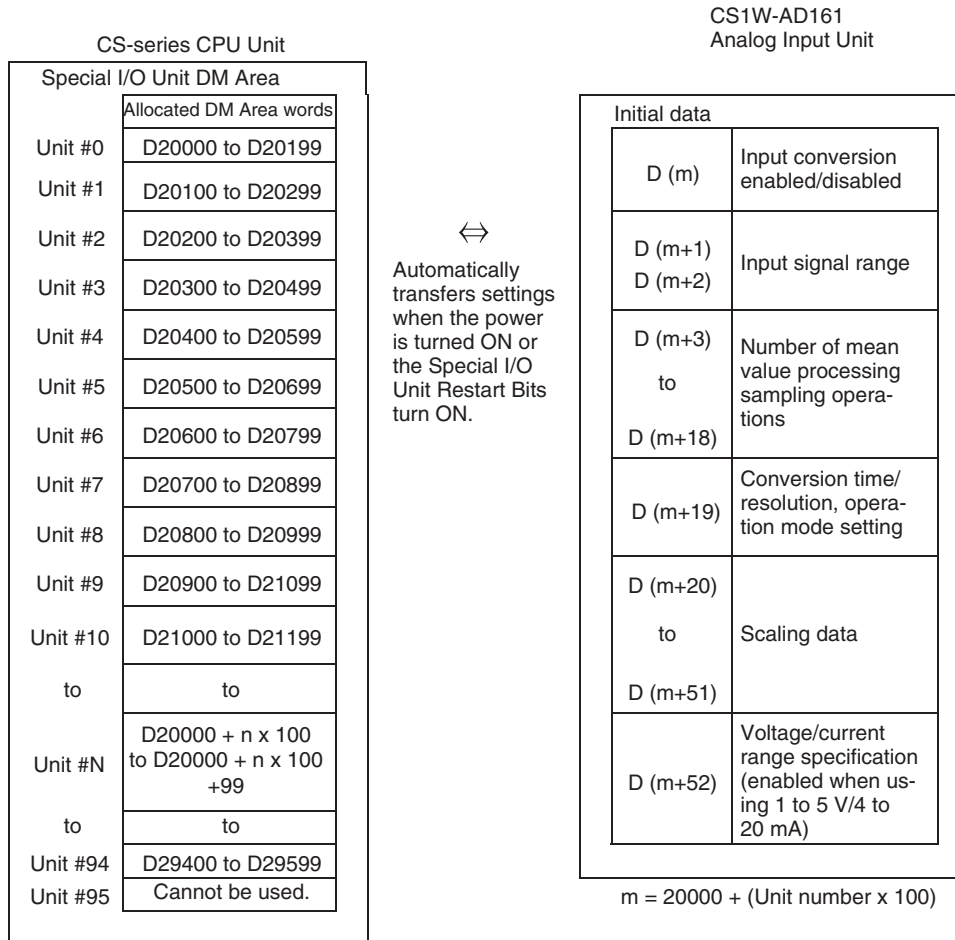 CS-series CPU Unit
Special I/O Unit DM Area
Allocated DM Area words
Unit #0 D20000 to D20199
Unit #1 D20100 to D20299
Unit #2 D20200 to D20399
Unit #3 D20300 to D20499
Unit #4 D20400 to D20599
Unit #5 D20500 to D20699
Unit #6 D20600 to D20799
Unit #7 D20700 to D20899
Unit #8 D20800 to D20999
Unit #9 D20900 to D21099
Unit #10 D21000 to D21199
to to
Unit #N
D20000 + n x 100
to D20000 + n x 100
+99
to to
Unit #94 D29400 to D29599
Unit #95 Cannot be used.
⇔
Automatically
transfers settings
when the power
is turned ON or
the Special I/O
Unit Restart Bits
turn ON.
CS1W-AD161
Analog Input Unit
Initial data
D (m)
Input conversion
enabled/disabled
D (m+1)
D (m+2)
Input signal range
D (m+3)
to
D (m+18)
Number of mean
value processing
sampling opera-
tions
D (m+19)
Conversion time/
resolution, opera-
tion mode setting
D (m+20)
to
D (m+51)
Scaling data
D (m+52)
Voltage/current
range specification
(enabled when us-
ing 1 to 5 V/4 to
20 mA)
m = 20000 + (Unit number x 100)